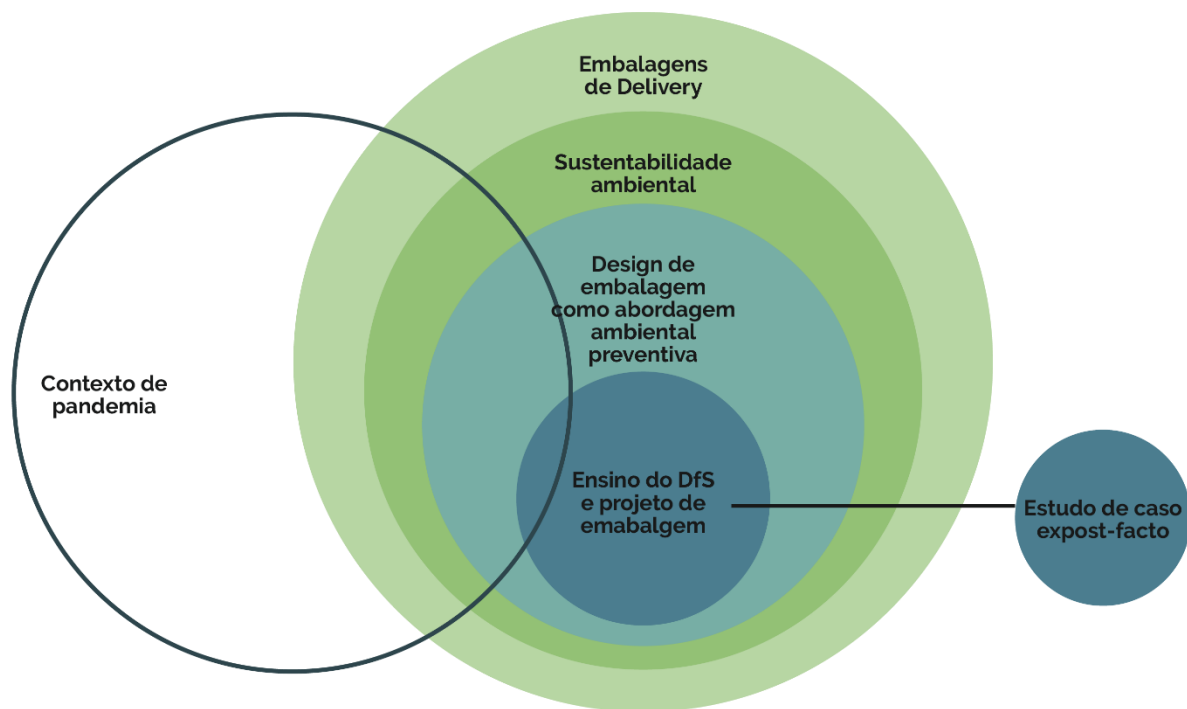 Embalagens
de Delivery
Sustentabilidade
ambiental
Design de
embalagem
como abordagem
ambiental
preventiva
Contexto de
pandemia
Ensino do DfS
e projeto de
emabalgem
Estudo de caso
expost-facto